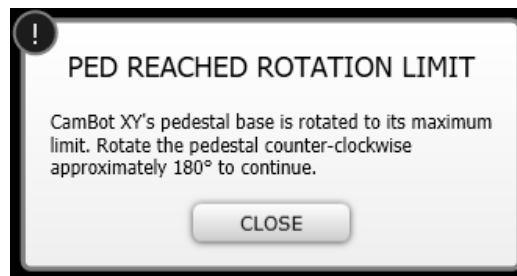 !
PED REACHED ROTATION LIMIT
CamBot XY's pedestal base is rotated to its maximum
limit. Rotate the pedestal counter-clockwise
approximately 180° to continue.
CLOSE